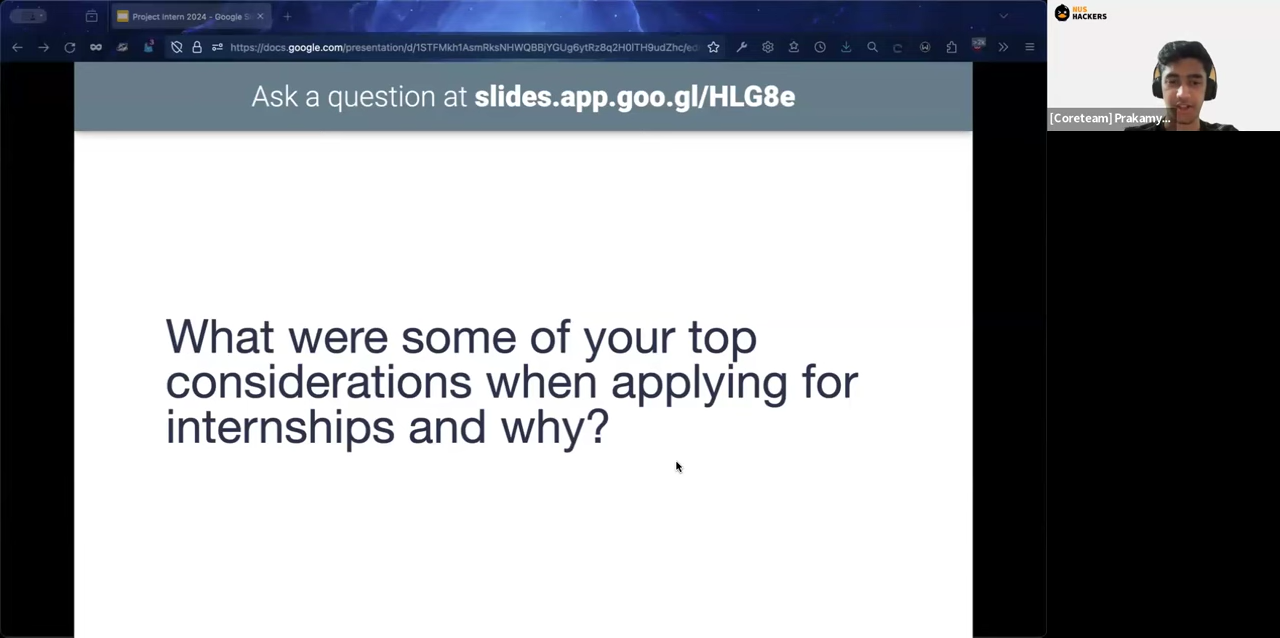 Project Intern 2024 - Google S
https://docs.google.com/presentation/d/1STFMkh1AsmRksNHWQBBjYGUg6ytRz8q2H0lTH9udZhc/ed
NUS
HACKERS
Ask a question at slides.app.goo.gl/HLG8e
[Coreteam] Prakamy...
What were some of your top
considerations when applying for
internships and why?